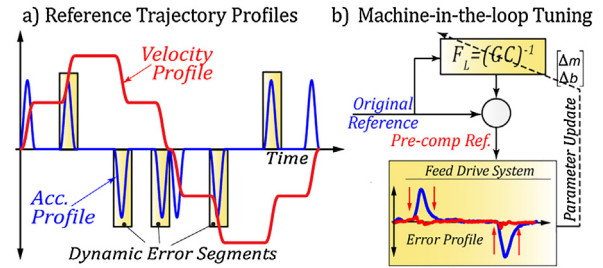 a) Reference Trajectory Profiles
Velocity
Profile
Time
Acc.
Profile
Dynamic Error Segments
b) Machine-in-the-loop Tuning
F_L=(GC)^-1
Δm
Δb
Original
Reference
Pre-comp Ref.
Parameter Update
Feed Drive System
Error Profile